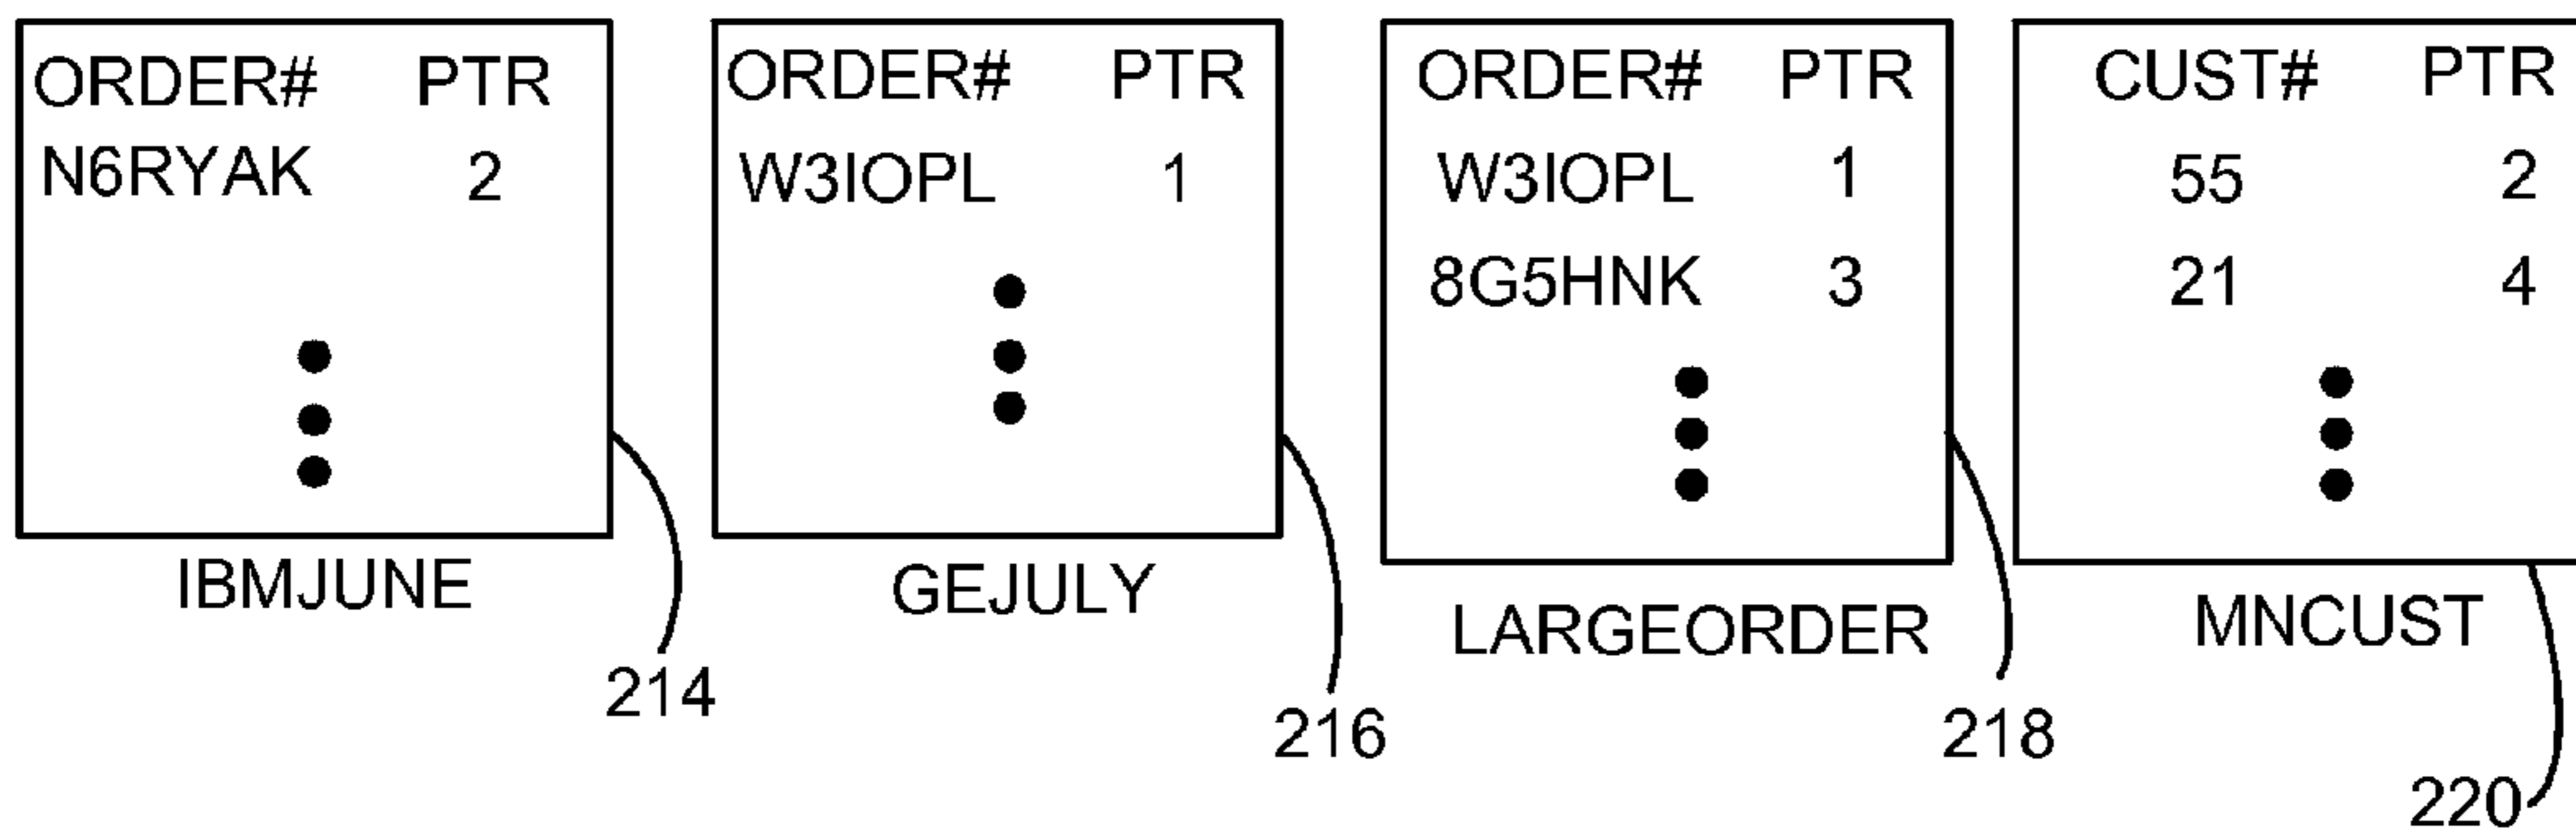 ORDER# PTR
N6RYAK 2
IBMJUNE
214
ORDER# PTR
W3IOPL 1
GEJULY
216
ORDER# PTR
W3IOPL 1
8G5HNK 3
LARGEORDER
218
CUST# PTR
55 2
21 4
MNCUST
220